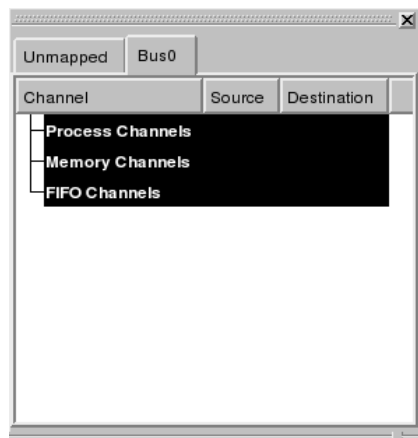 Unmapped Bus0
Channel Source Destination
Process Channels
Memory Channels
FIFO Channels